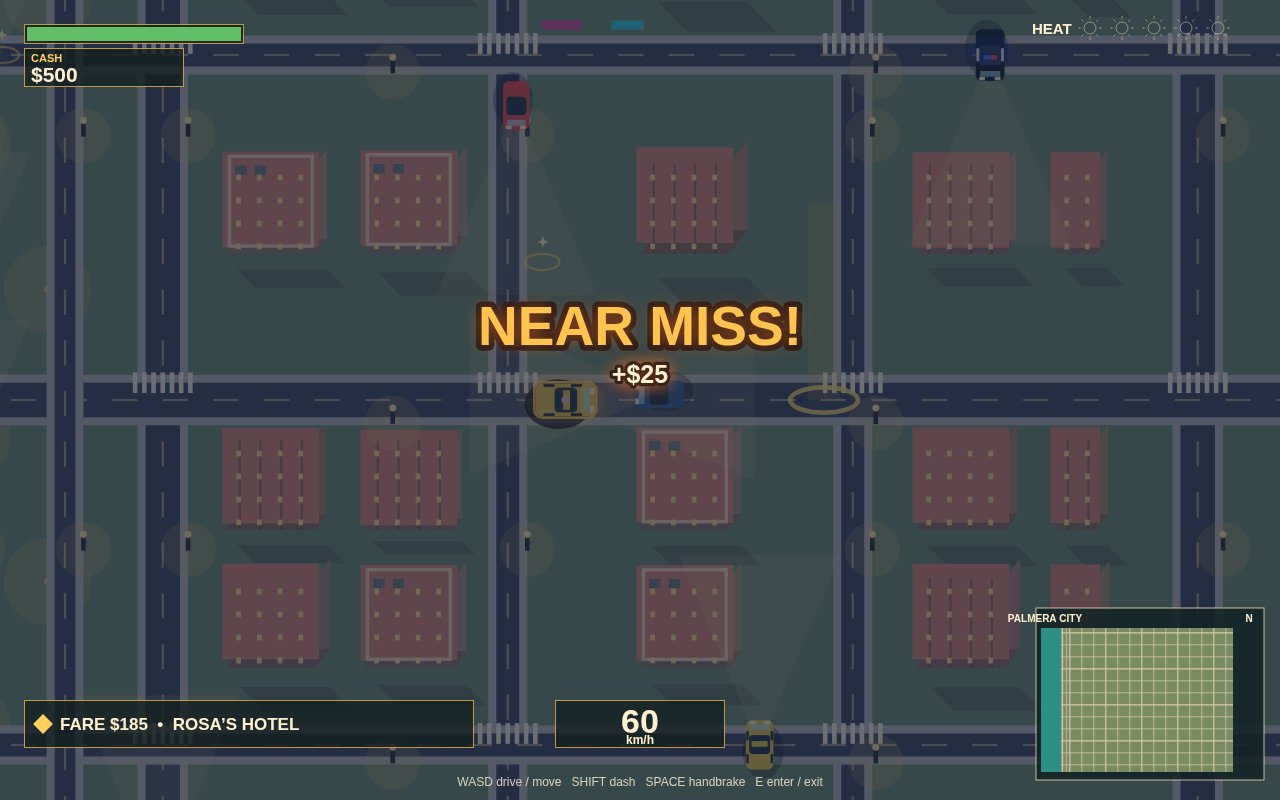 HEAT
CASH
$500
NEAR MISS!
+$25
PALMERA CITY N
FARE $185 • ROSA’S HOTEL
60
km/h
WASD drive / move SHIFT dash SPACE handbrake E enter / exit